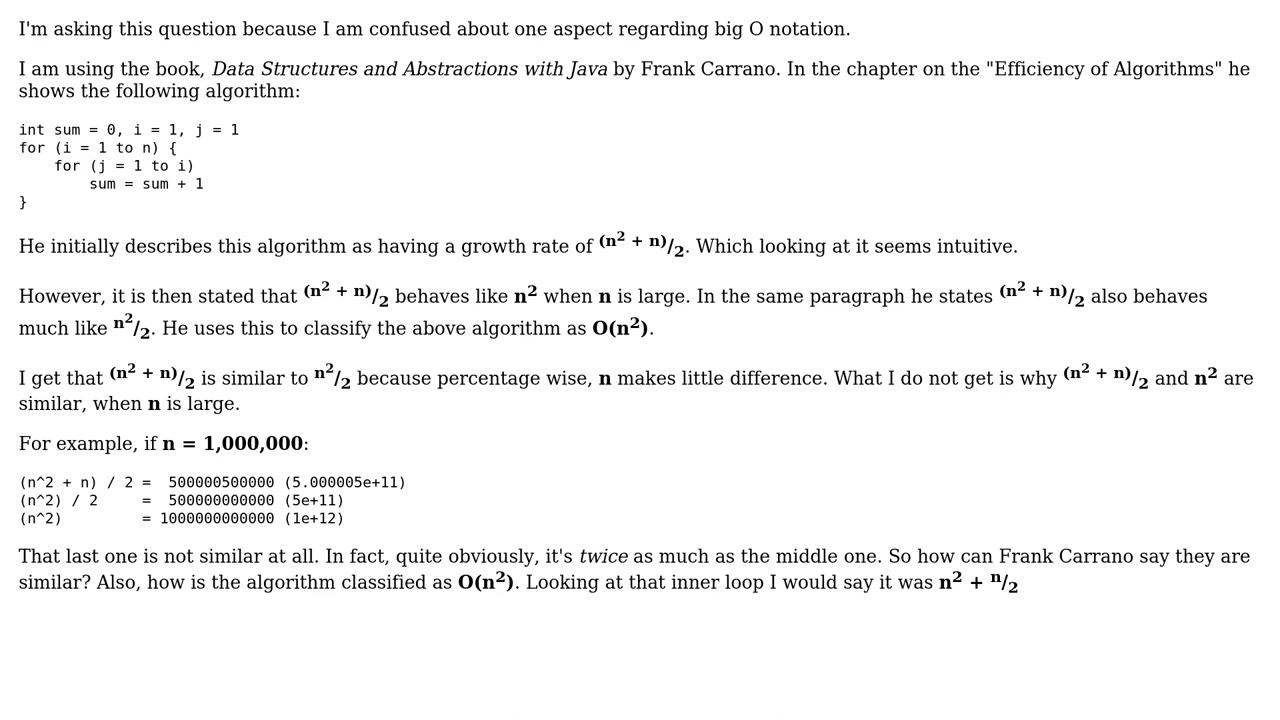 I'm asking this question because I am confused about one aspect regarding big O notation.
I am using the book, Data Structures and Abstractions with Java by Frank Carrano. In the chapter on the "Efficiency of Algorithms" he
shows the following algorithm:
int sum = 0, i = 1, j = 1
for (i = 1 to n) {
    for (j = 1 to i)
        sum = sum + 1
}
He initially describes this algorithm as having a growth rate of (n² + n)/2. Which looking at it seems intuitive.
However, it is then stated that (n² + n)/2 behaves like n² when n is large. In the same paragraph he states (n² + n)/2 also behaves
much like n²/2. He uses this to classify the above algorithm as O(n²).
I get that (n² + n)/2 is similar to n²/2 because percentage wise, n makes little difference. What I do not get is why (n² + n)/2 and n² are
similar, when n is large.
For example, if n = 1,000,000:
(n^2 + n) / 2 =  500000500000 (5.000005e+11)
(n^2) / 2     =  500000000000 (5e+11)
(n^2)         = 1000000000000 (1e+12)
That last one is not similar at all. In fact, quite obviously, it's twice as much as the middle one. So how can Frank Carrano say they are
similar? Also, how is the algorithm classified as O(n²). Looking at that inner loop I would say it was n² + n/2